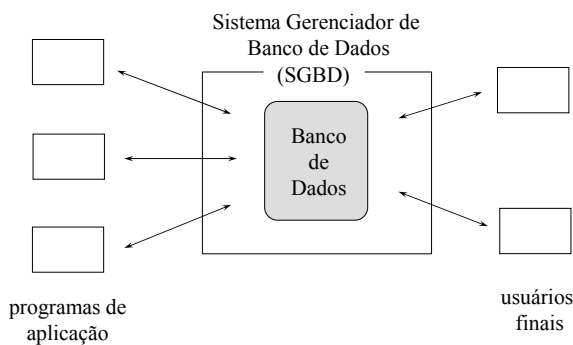 Sistema Gerenciador de
Banco de Dados
(SGBD)
Banco
de
Dados
programas de
aplicação
usuários
finais